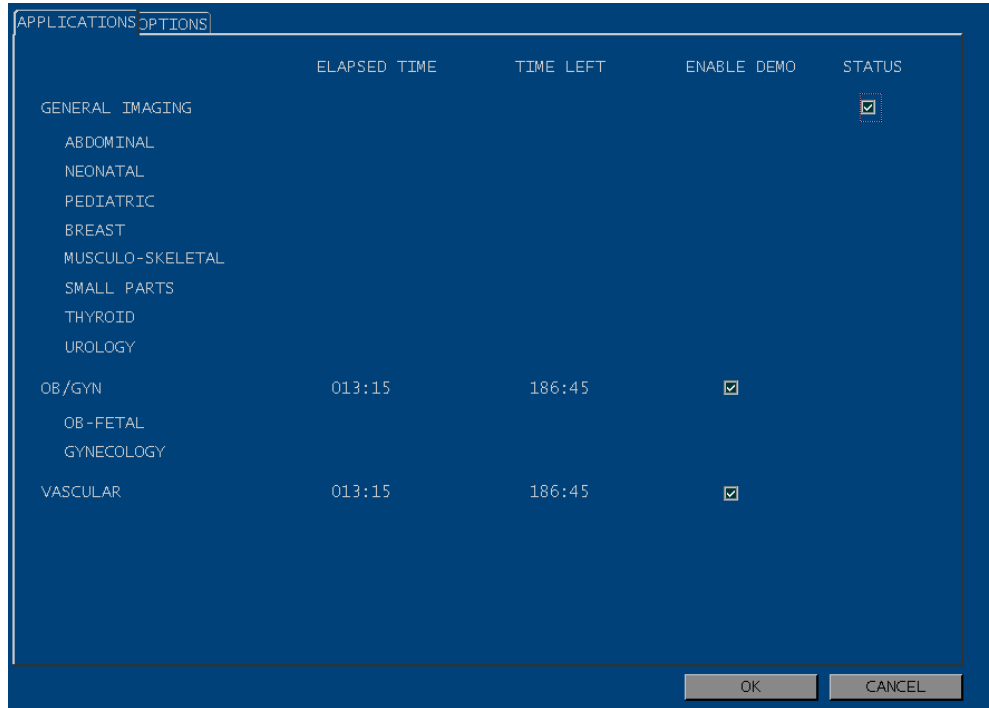 APPLICATIONS OPTIONS
ELAPSED TIME TIME LEFT ENABLE DEMO STATUS
GENERAL IMAGING
ABDOMINAL
NEONATAL
PEDIATRIC
BREAST
MUSCULO-SKELETAL
SMALL PARTS
THYROID
UROLOGY
OB/GYN 013:15 186:45
OB-FETAL
GYNECOLOGY
VASCULAR 013:15 186:45
OK CANCEL